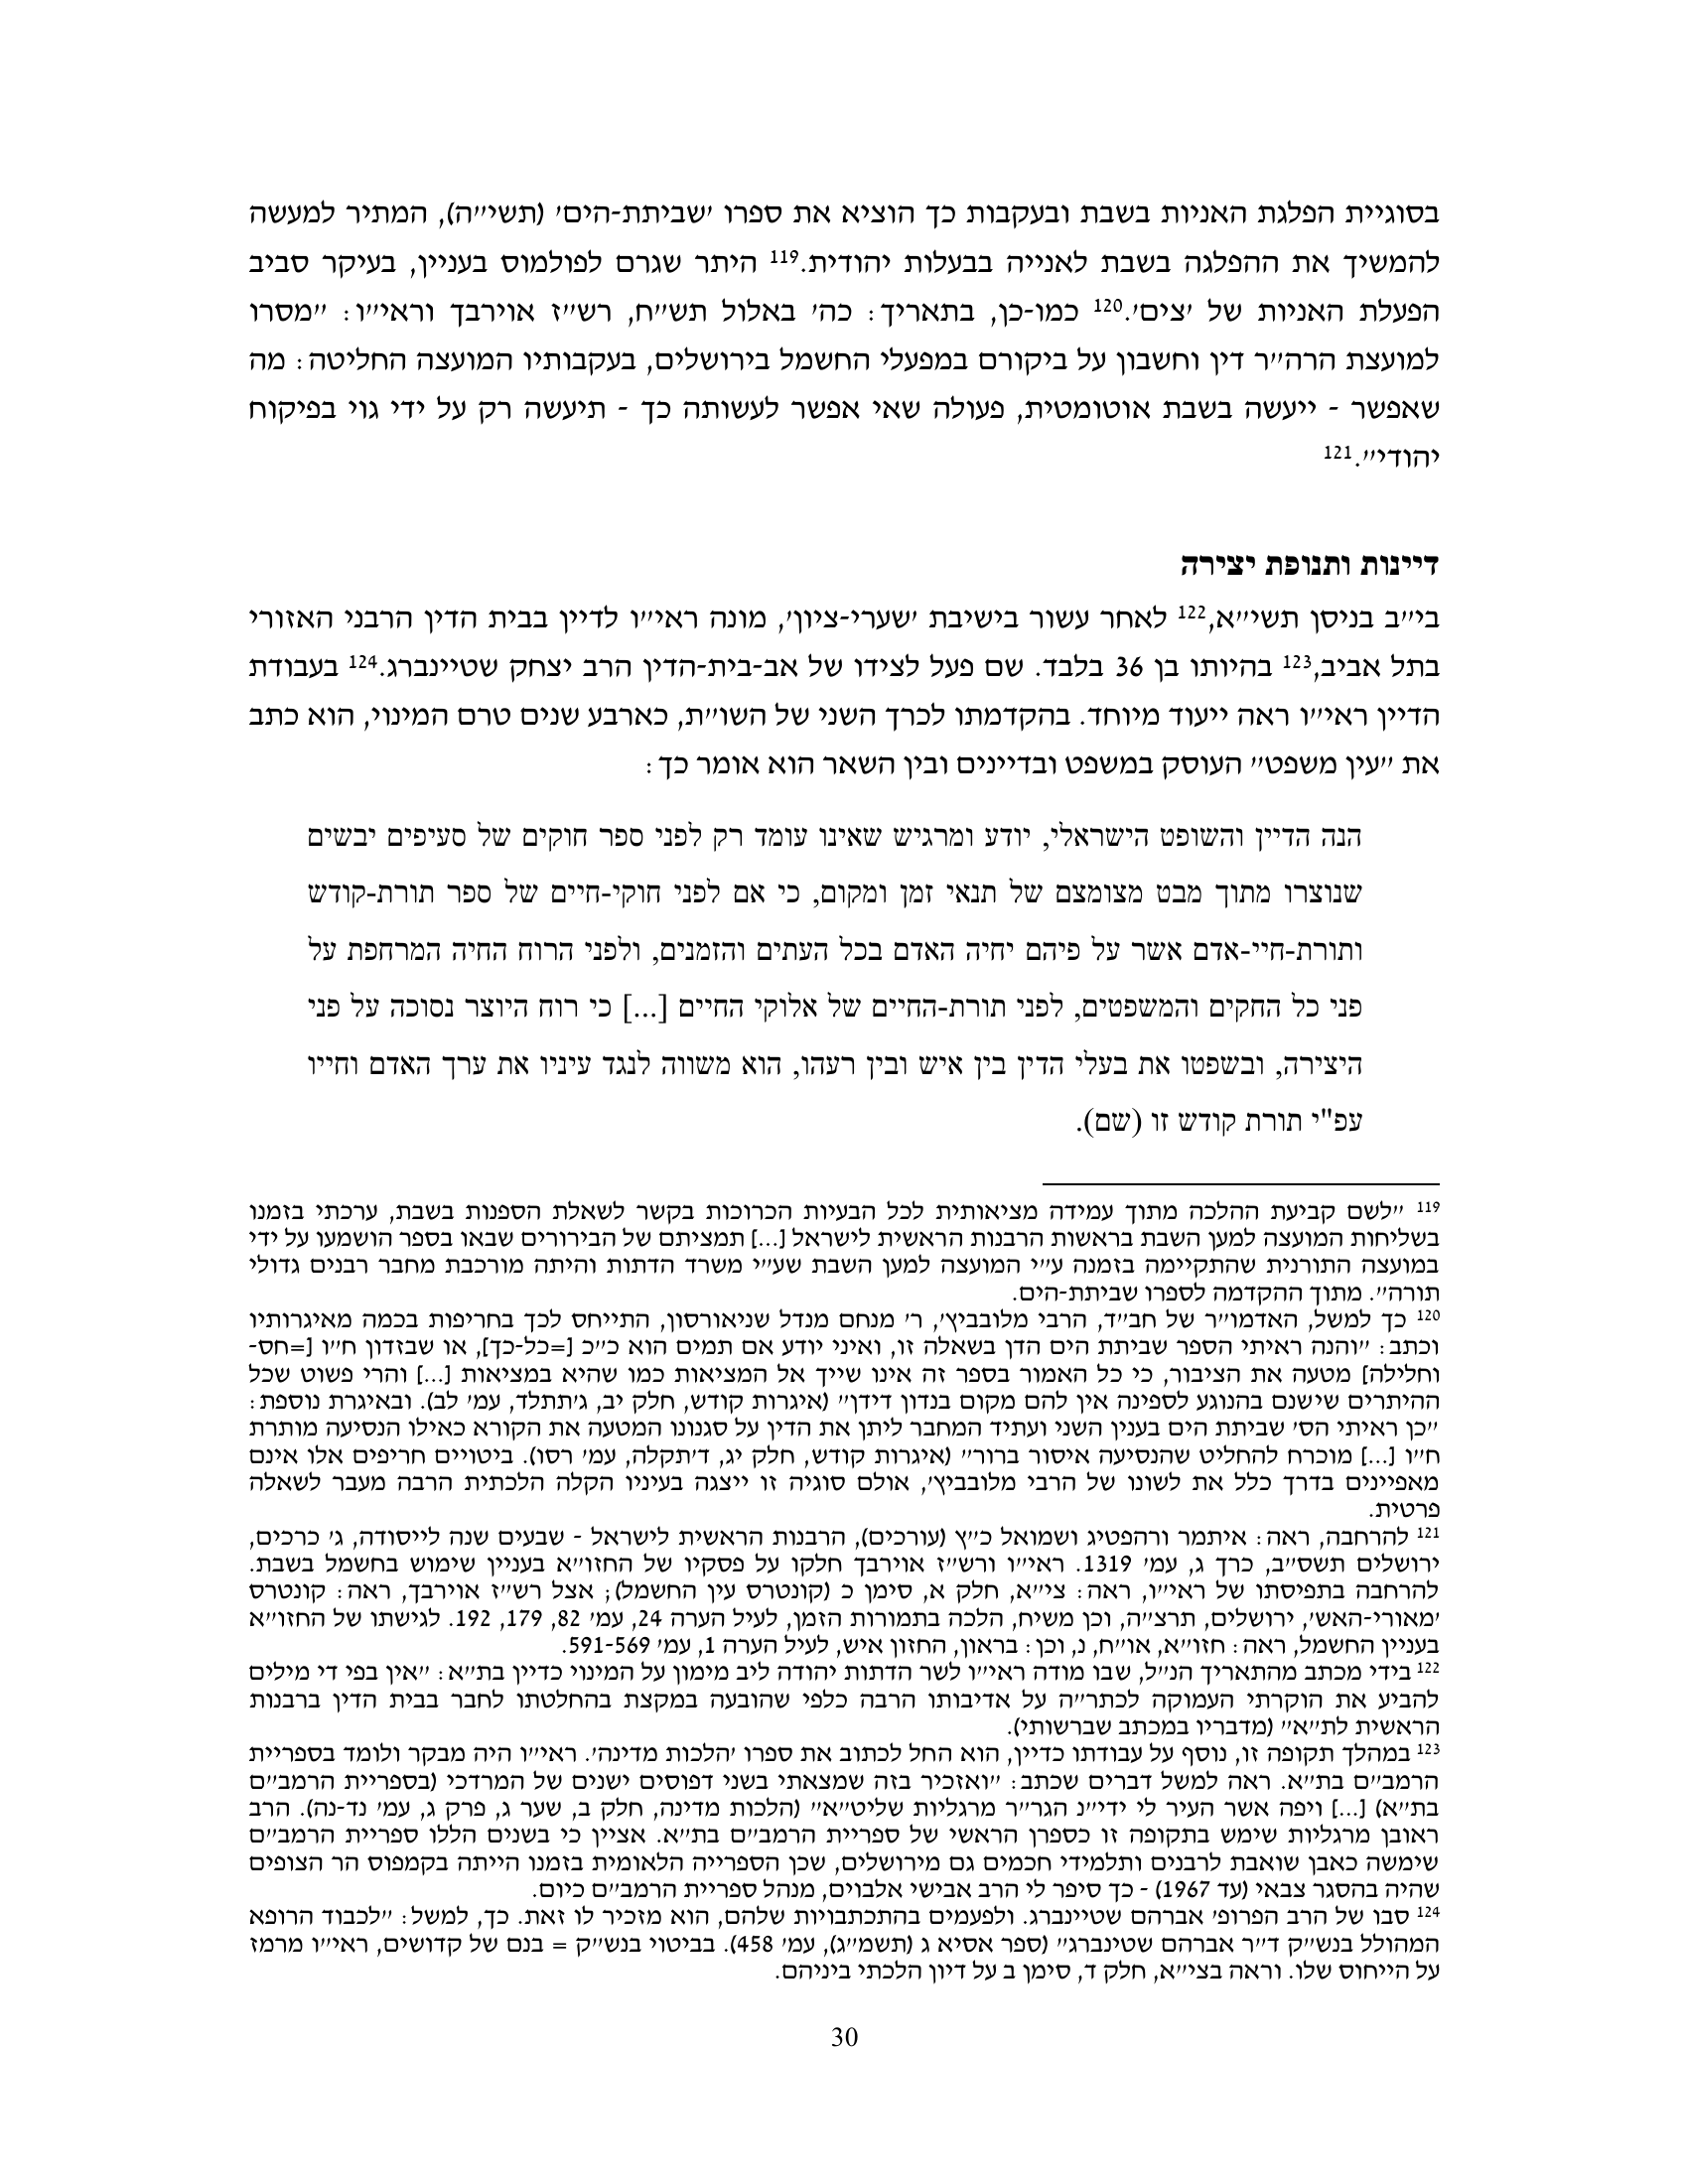 בסוגיית הפלגת האניות בשבת ובעקבות כך הוציא את ספרו ׳שביתת-הים׳ (תשי״ה), המתיר למעשה
להמשיך את ההפלגה בשבת לאנייה בבעלות יהודית.119 היתר שגרם לפולמוס בעניין, בעיקר סביב
הפעלת האניות של ׳צים׳.120 כמו-כן, בתאריך: כה׳ באלול תש״ח, רש״ז אוירבך וראי״ו: ״מסרו
למועצת הרה״ר דין וחשבון על ביקורם במפעלי החשמל בירושלים, בעקבותיו המועצה החליטה: מה
שאפשר - ייעשה בשבת אוטומטית, פעולה שאי אפשר לעשותה כך - תיעשה רק על ידי גוי בפיקוח
יהודי״.121
דיינות ותנופת יצירה
בי״ב בניסן תשי״א,122 לאחר עשור בישיבת ׳שערי-ציון׳, מונה ראי״ו לדיין בבית הדין הרבני האזורי
בתל אביב,123 בהיותו בן 36 בלבד. שם פעל לצידו של אב-בית-הדין הרב יצחק שטיינברג.124 בעבודת
הדיין ראי״ו ראה ייעוד מיוחד. בהקדמתו לכרך השני של השו״ת, כארבע שנים טרם המינוי, הוא כתב
את ״עין משפט״ העוסק במשפט ובדיינים ובין השאר הוא אומר כך:
הנה הדיין והשופט הישראלי, יודע ומרגיש שאינו עומד רק לפני ספר חוקים של סעיפים יבשים
שנוצרו מתוך מבט מצומצם של תנאי זמן ומקום, כי אם לפני חוקי-חיים של ספר תורת-קודש
ותורת-חיי-אדם אשר על פיהם יחיה האדם בכל העתים והזמנים, ולפני הרוח החיה המרחפת על
פני כל החקים והמשפטים, לפני תורת-החיים של אלוקי החיים [...] כי רוח היוצר נסוכה על פני
היצירה, ובשפטו את בעלי הדין בין איש ובין רעהו, הוא משווה לנגד עיניו את ערך האדם וחייו
עפ"י תורת קודש זו (שם).
119 ״לשם קביעת ההלכה מתוך עמידה מציאותית לכל הבעיות הכרוכות בקשר לשאלת הספנות בשבת, ערכתי בזמנו
בשליחות המועצה למען השבת בראשות הרבנות הראשית לישראל [...] תמציתם של הבירורים שבאו בספר הושמעו על ידי
במועצה התורנית שהתקיימה בזמנה ע״י המועצה למען השבת שע״י משרד הדתות והיתה מורכבת מחבר רבנים גדולי
תורה״. מתוך ההקדמה לספרו שביתת-הים.
120 כך למשל, האדמו״ר של חב״ד, הרבי מלובביץ׳, ר׳ מנחם מנדל שניאורסון, התייחס לכך בחריפות בכמה מאיגרותיו
וכתב: ״והנה ראיתי הספר שביתת הים הדן בשאלה זו, ואיני יודע אם תמים הוא כ״כ [=כל-כך], או שבזדון ח״ו [=חס-
וחלילה] מטעה את הציבור, כי כל האמור בספר זה אינו שייך אל המציאות כמו שהיא במציאות [...] והרי פשוט שכל
ההיתרים שישנם בהנוגע לספינה אין להם מקום בנדון דידן״ (איגרות קודש, חלק יב, ג׳תתלד, עמ׳ לב). ובאיגרת נוספת:
״כן ראיתי הס׳ שביתת הים בענין השני ועתיד המחבר ליתן את הדין על סגנונו המטעה את הקורא כאילו הנסיעה מותרת
ח״ו [...] מוכרח להחליט שהנסיעה איסור ברור״ (איגרות קודש, חלק יג, ד׳תקלה, עמ׳ רסו). ביטויים חריפים אלו אינם
מאפיינים בדרך כלל את לשונו של הרבי מלובביץ׳, אולם סוגיה זו ייצגה בעיניו הקלה הלכתית הרבה מעבר לשאלה
פרטית.
121 להרחבה, ראה: איתמר ורהפטיג ושמואל כ״ץ (עורכים), הרבנות הראשית לישראל - שבעים שנה לייסודה, ג׳ כרכים,
ירושלים תשס״ב, כרך ג, עמ׳ 1319. ראי״ו ורש״ז אוירבך חלקו על פסקיו של החזו״א בעניין שימוש בחשמל בשבת.
להרחבה בתפיסתו של ראי״ו, ראה: צי״א, חלק א, סימן כ (קונטרס עין החשמל); אצל רש״ז אוירבך, ראה: קונטרס
׳מאורי-האש׳, ירושלים, תרצ״ה, וכן משיח, הלכה בתמורות הזמן, לעיל הערה 24, עמ׳ 82, 179, 192. לגישתו של החזו״א
בעניין החשמל, ראה: חזו״א, או״ח, נ, וכן: בראון, החזון איש, לעיל הערה 1, עמ׳ 591-569.
122 בידי מכתב מהתאריך הנ״ל, שבו מודה ראי״ו לשר הדתות יהודה ליב מימון על המינוי כדיין בת״א: ״אין בפי די מילים
להביע את הוקרתי העמוקה לכתר״ה על אדיבותו הרבה כלפי שהובעה במקצת בהחלטתו לחבר בבית הדין ברבנות
הראשית לת״א״ (מדבריו במכתב שברשותי).
123 במהלך תקופה זו, נוסף על עבודתו כדיין, הוא החל לכתוב את ספרו ׳הלכות מדינה׳. ראי״ו היה מבקר ולומד בספריית
הרמב״ם בת״א. ראה למשל דברים שכתב: ״ואזכיר בזה שמצאתי בשני דפוסים ישנים של המרדכי (בספריית הרמב״ם
בת״א) [...] ויפה אשר העיר לי ידי״נ הגר״ר מרגליות שליט״א״ (הלכות מדינה, חלק ב, שער ג, פרק ג, עמ׳ נד-נה). הרב
ראובן מרגליות שימש בתקופה זו כספרן הראשי של ספריית הרמב״ם בת״א. אציין כי בשנים הללו ספריית הרמב״ם
שימשה כאבן שואבת לרבנים ותלמידי חכמים גם מירושלים, שכן הספרייה הלאומית בזמנו הייתה בקמפוס הר הצופים
שהיה בהסגר צבאי (עד 1967) - כך סיפר לי הרב אבישי אלבוים, מנהל ספריית הרמב״ם כיום.
124 סבו של הרב הפרופ׳ אברהם שטיינברג. ולפעמים בהתכתבויות שלהם, הוא מזכיר לו זאת. כך, למשל: ״לכבוד הרופא
המהולל בנש״ק ד״ר אברהם שטינברג״ (ספר אסיא ג (תשמ״ג), עמ׳ 458). בביטוי בנש״ק = בנם של קדושים, ראי״ו מרמז
על הייחוס שלו. וראה בצי״א, חלק ד, סימן ב על דיון הלכתי ביניהם.
30